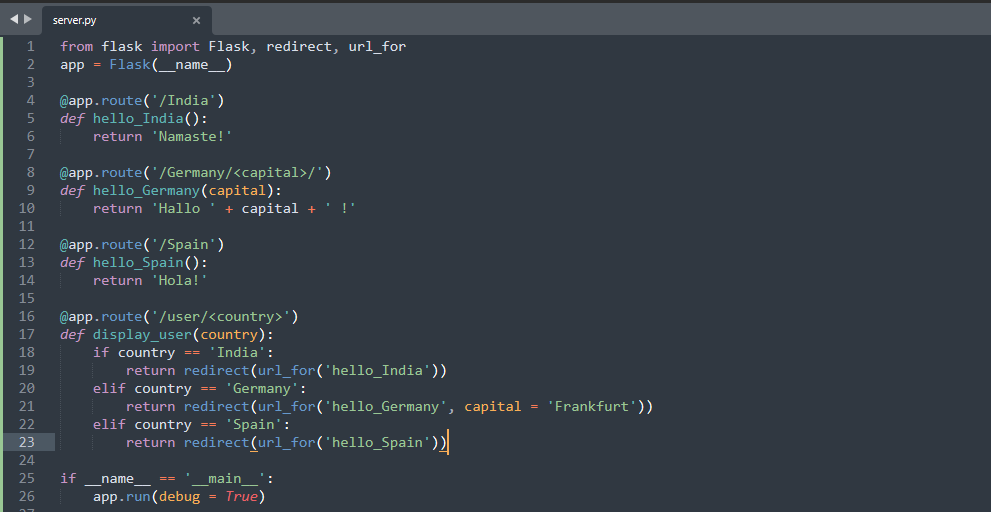 server.py
1 from flask import Flask, redirect, url_for
2 app = Flask(__name__)
3
4 @app.route('/India')
5 def hello_India():
6     return 'Namaste!'
7
8 @app.route('/Germany/<capital>/')
9 def hello_Germany(capital):
10     return 'Hallo ' + capital + ' !'
11
12 @app.route('/Spain')
13 def hello_Spain():
14     return 'Hola!'
15
16 @app.route('/user/<country>')
17 def display_user(country):
18     if country == 'India':
19         return redirect(url_for('hello_India'))
20     elif country == 'Germany':
21         return redirect(url_for('hello_Germany', capital = 'Frankfurt'))
22     elif country == 'Spain':
23         return redirect(url_for('hello_Spain'))
24
25 if __name__ == '__main__':
26     app.run(debug = True)
27